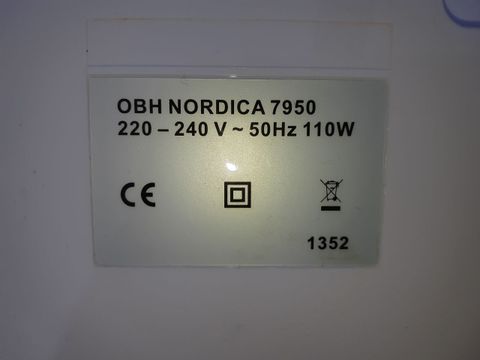 OBH NORDICA 7950
220 – 240 V ~ 50Hz 110W
CE
1352